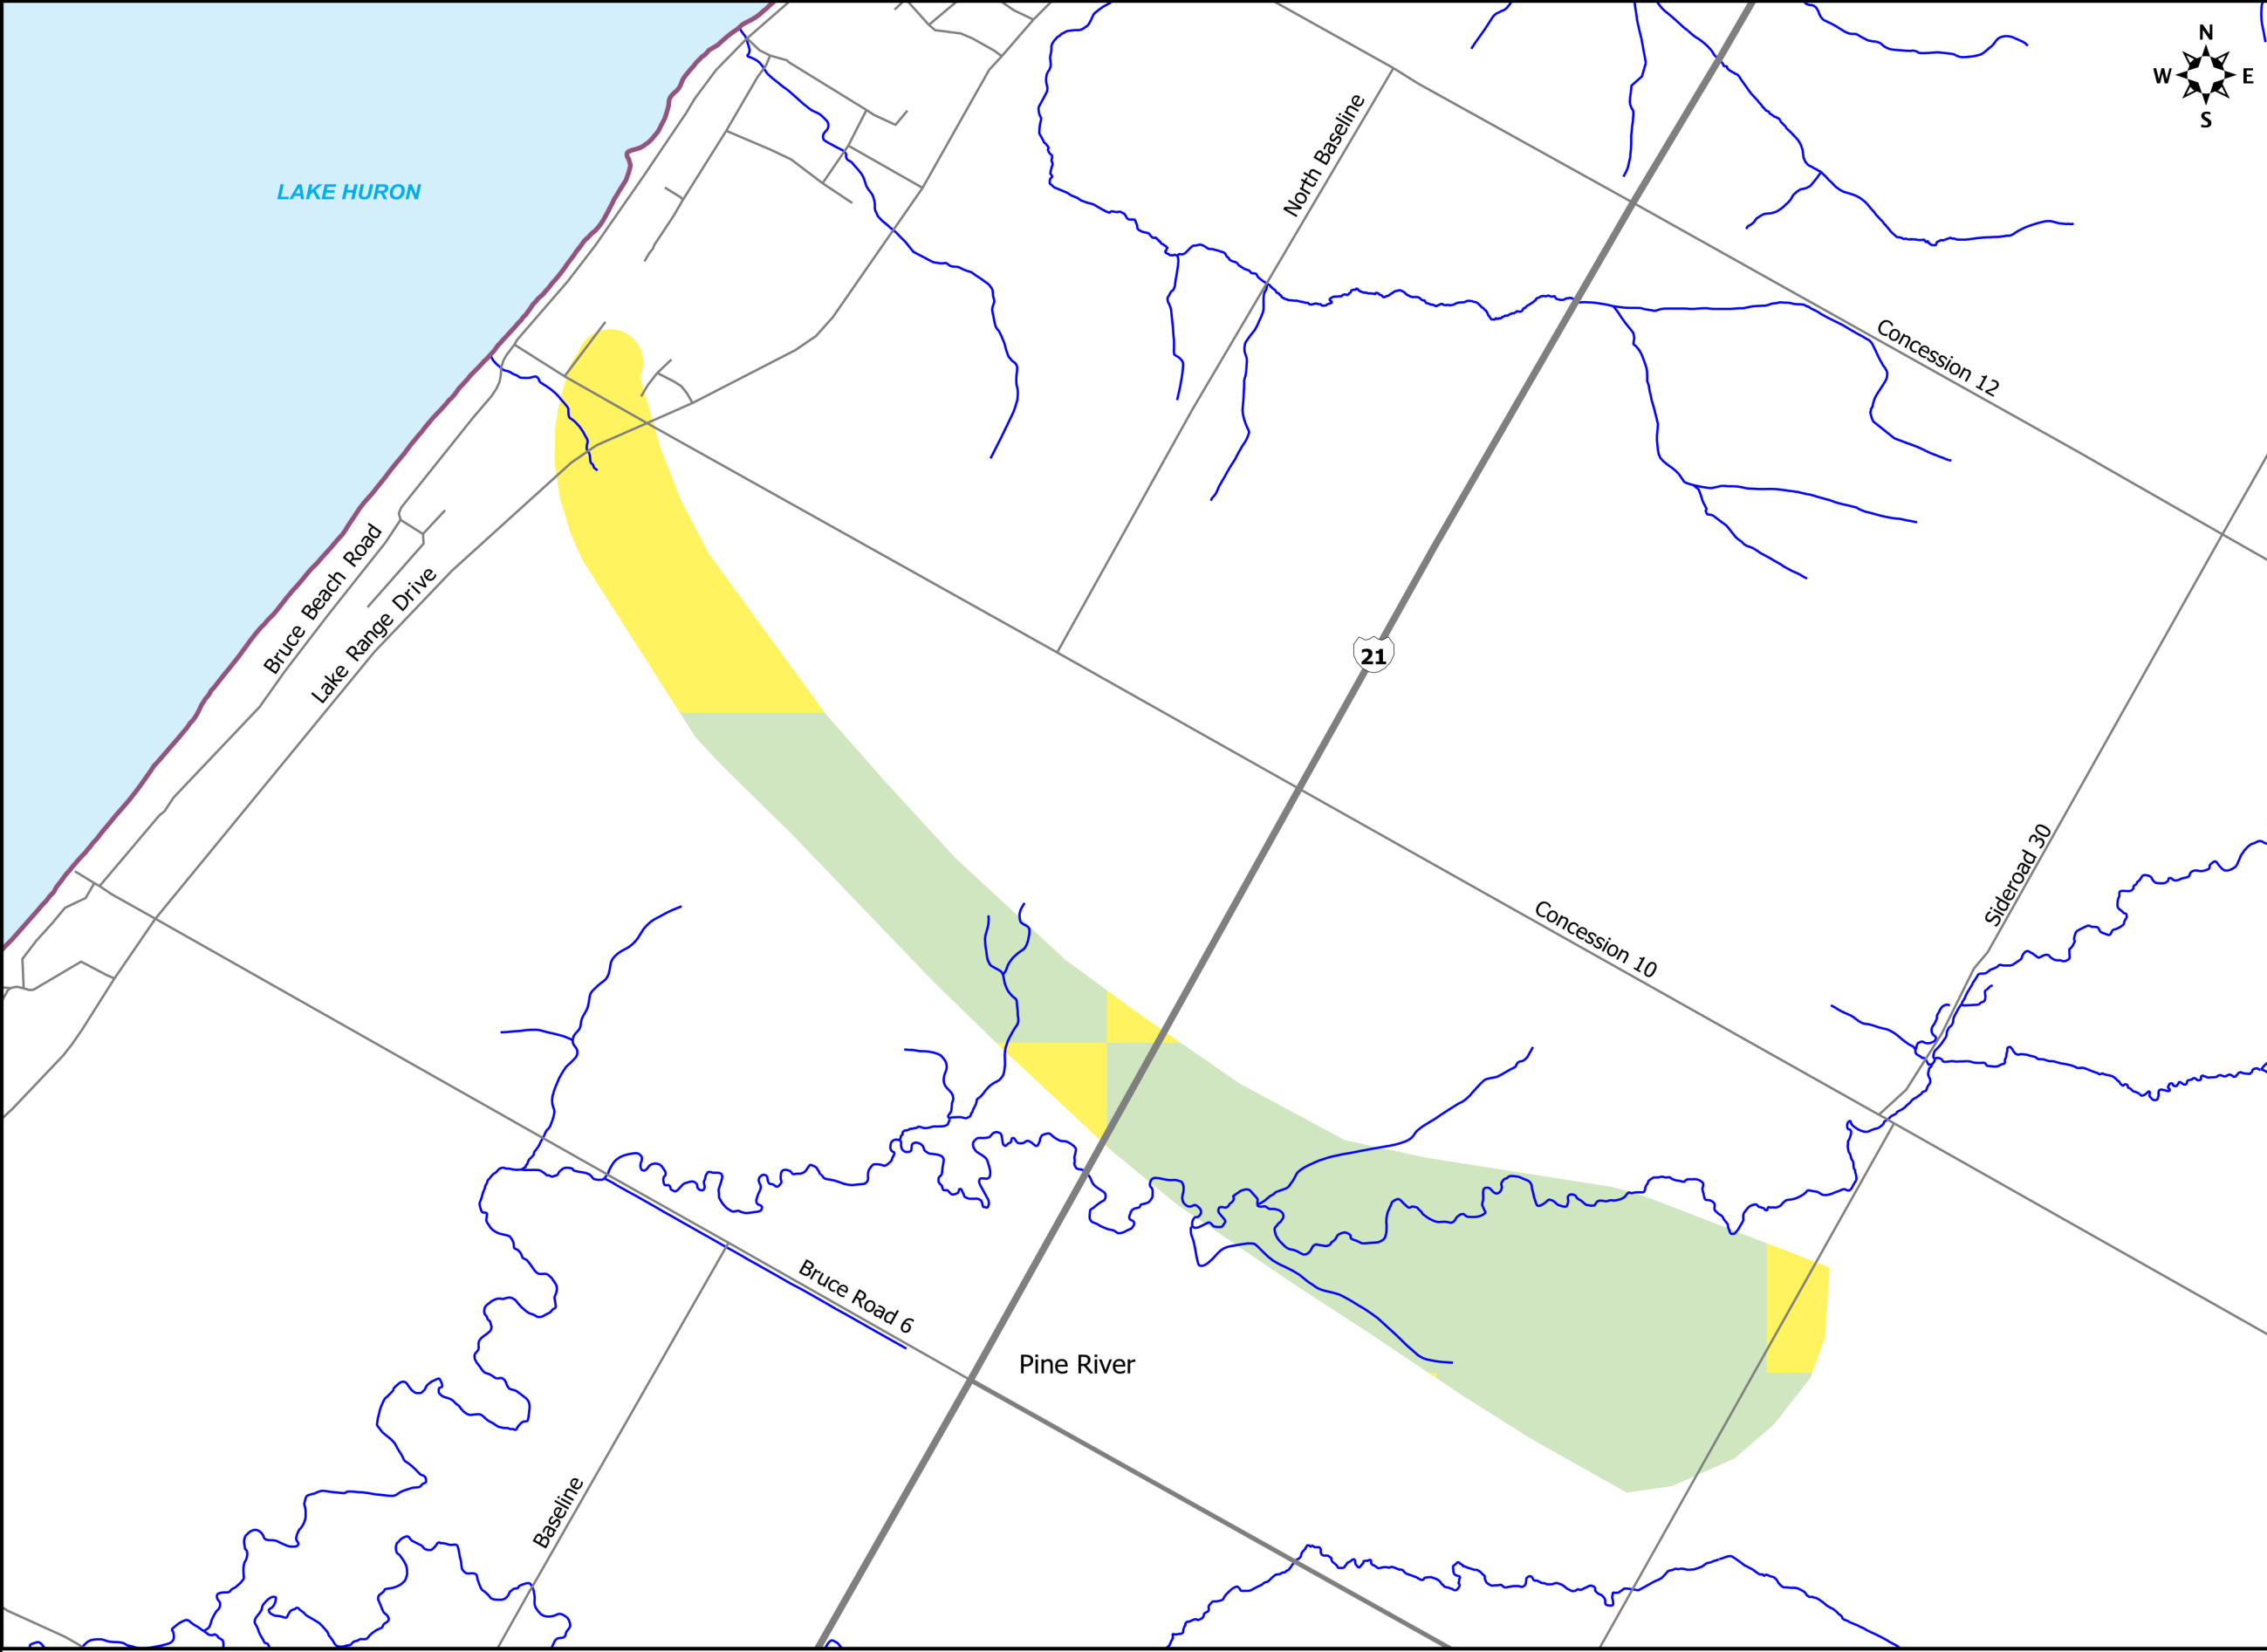 N
W E
S
LAKE HURON
North Baseline
Concession 12
Bruce Beach Road
Lake Range Drive
21
Sideroad 30
Concession 10
Bruce Road 6
Pine River
Baseline